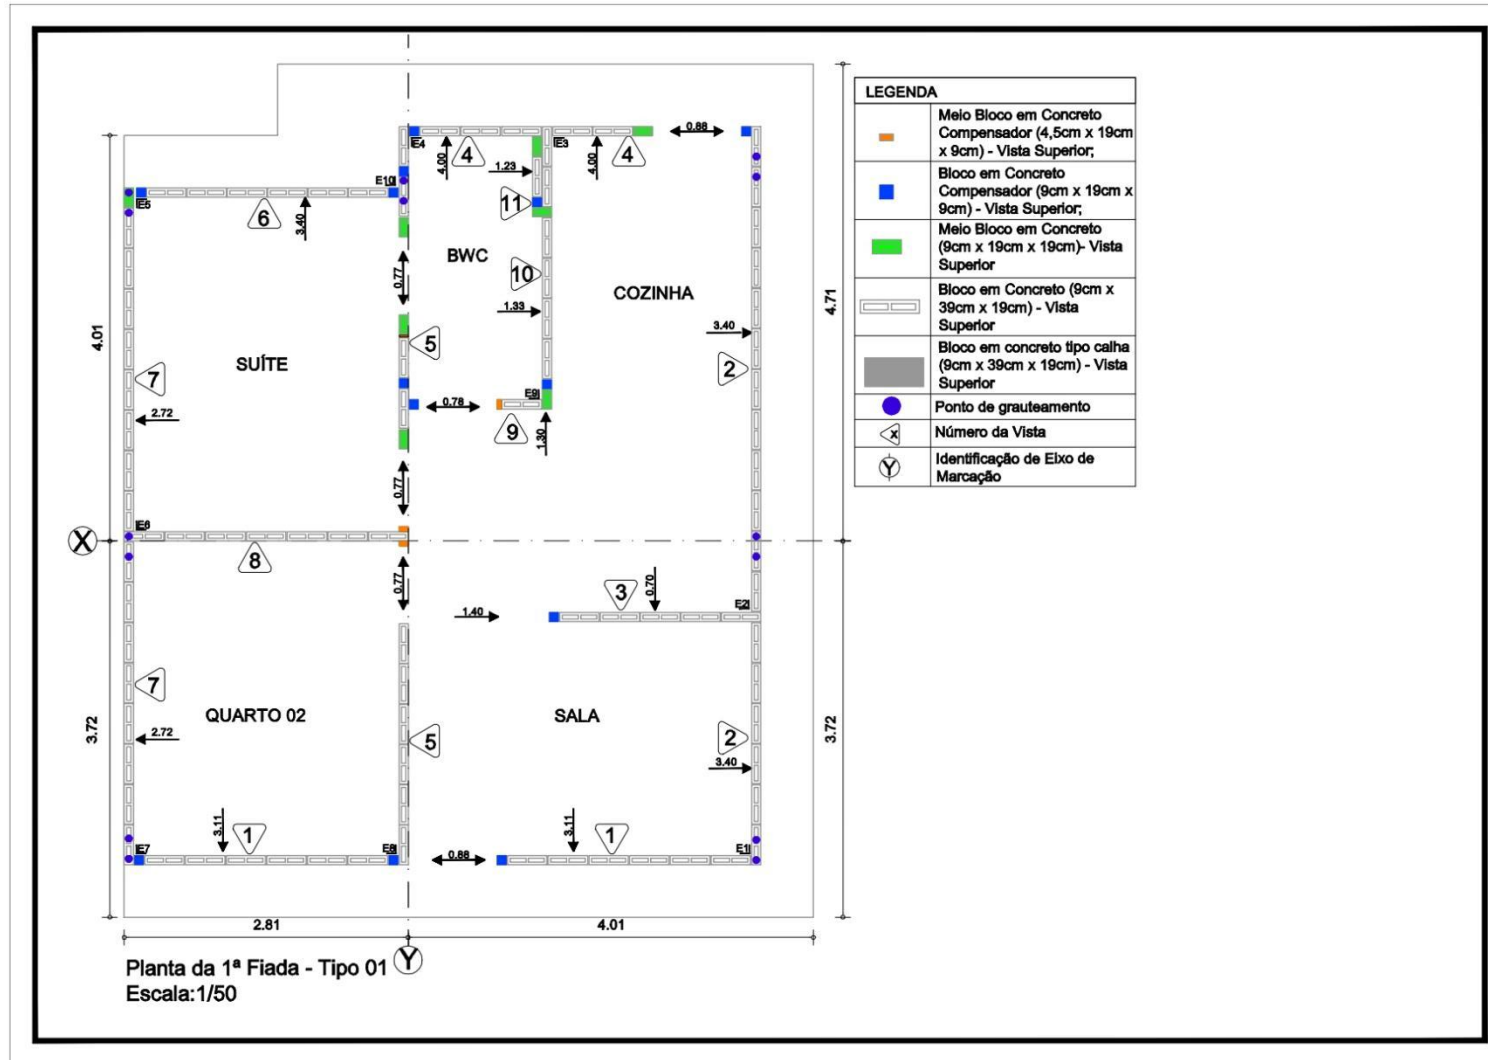 LEGENDA
Meio Bloco em Concreto
Compensador (4,5cm x 19cm
x 9cm) - Vista Superior;
Bloco em Concreto
Compensador (9cm x 19cm x
9cm) - Vista Superior;
Meio Bloco em Concreto
(9cm x 19cm x 19cm)- Vista
Superior
Bloco em Concreto (9cm x
39cm x 19cm) - Vista
Superior
Bloco em concreto tipo calha
(9cm x 39cm x 19cm) - Vista
Superior
Ponto de grauteamento
x
Número da Vista
Y
Identificação de Eixo de
Marcação
E4
4.00
4
1.23
E3
4.00
4
0.88
E10
E5
6
3.40
11
BWC
10
COZINHA
0.77
1.33
3.40
4.71
4.01
5
2
SUÍTE
7
2.72
0.78
E9
9
1.30
0.77
X
E6
8
0.77
3
0.70
1.40
E2
7
QUARTO 02
SALA
2.72
5
2
3.40
3.72
3.72
3.11
1
3.11
1
E7
E8
0.88
E1
2.81
4.01
Planta da 1ª Fiada - Tipo 01
Y
Escala:1/50